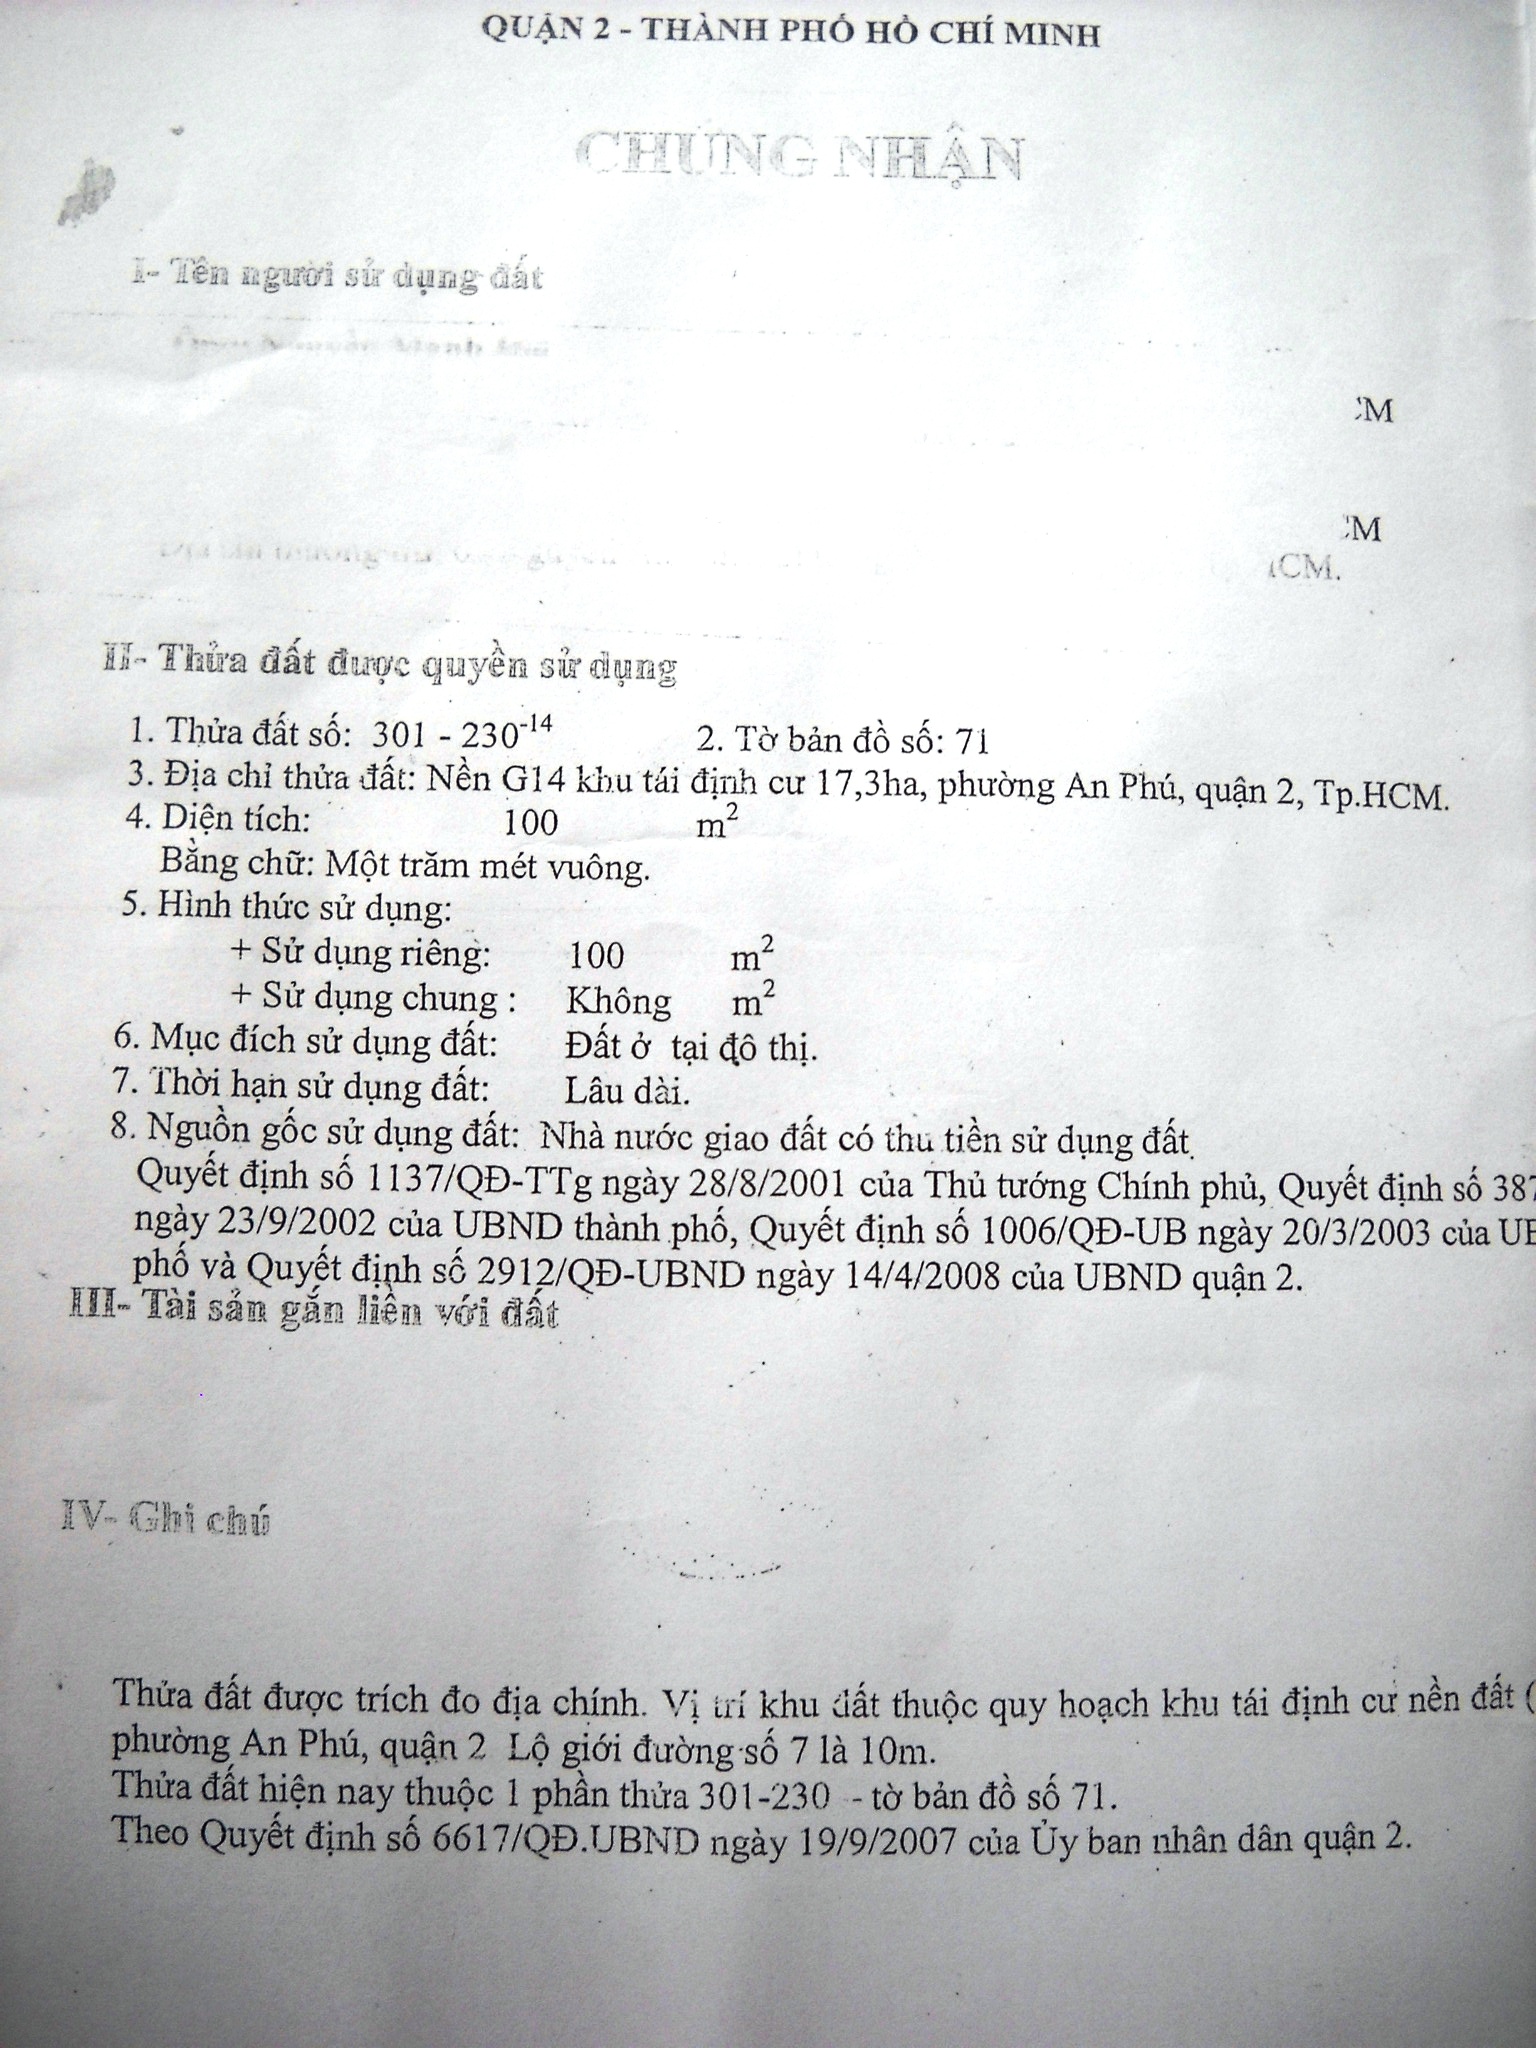 QUẬN 2 - THÀNH PHỐ HỒ CHÍ MINH
CHỨNG NHẬN
I- Tên người sử dụng đất
CM
CM
HCM.
II- Thửa đất được quyền sử dụng
1. Thửa đất số: 301 - 230⁻¹⁴ 2. Tờ bản đồ số: 71
3. Địa chỉ thửa đất: Nền G14 khu tái định cư 17,3ha, phường An Phú, quận 2, Tp.HCM.
4. Diện tích: 100 m²
Bằng chữ: Một trăm mét vuông.
5. Hình thức sử dụng:
+ Sử dụng riêng: 100 m²
+ Sử dụng chung : Không m²
6. Mục đích sử dụng đất: Đất ở tại đô thị.
7. Thời hạn sử dụng đất: Lâu dài.
8. Nguồn gốc sử dụng đất: Nhà nước giao đất có thu tiền sử dụng đất.
Quyết định số 1137/QĐ-TTg ngày 28/8/2001 của Thủ tướng Chính phủ, Quyết định số 387
ngày 23/9/2002 của UBND thành phố, Quyết định số 1006/QĐ-UB ngày 20/3/2003 của UB
phố và Quyết định số 2912/QĐ-UBND ngày 14/4/2008 của UBND quận 2.
III- Tài sản gắn liền với đất
IV- Ghi chú
Thửa đất được trích đo địa chính. Vị trí khu đất thuộc quy hoạch khu tái định cư nền đất (
phường An Phú, quận 2 Lộ giới đường số 7 là 10m.
Thửa đất hiện nay thuộc 1 phần thửa 301-230 - tờ bản đồ số 71.
Theo Quyết định số 6617/QĐ.UBND ngày 19/9/2007 của Ủy ban nhân dân quận 2.